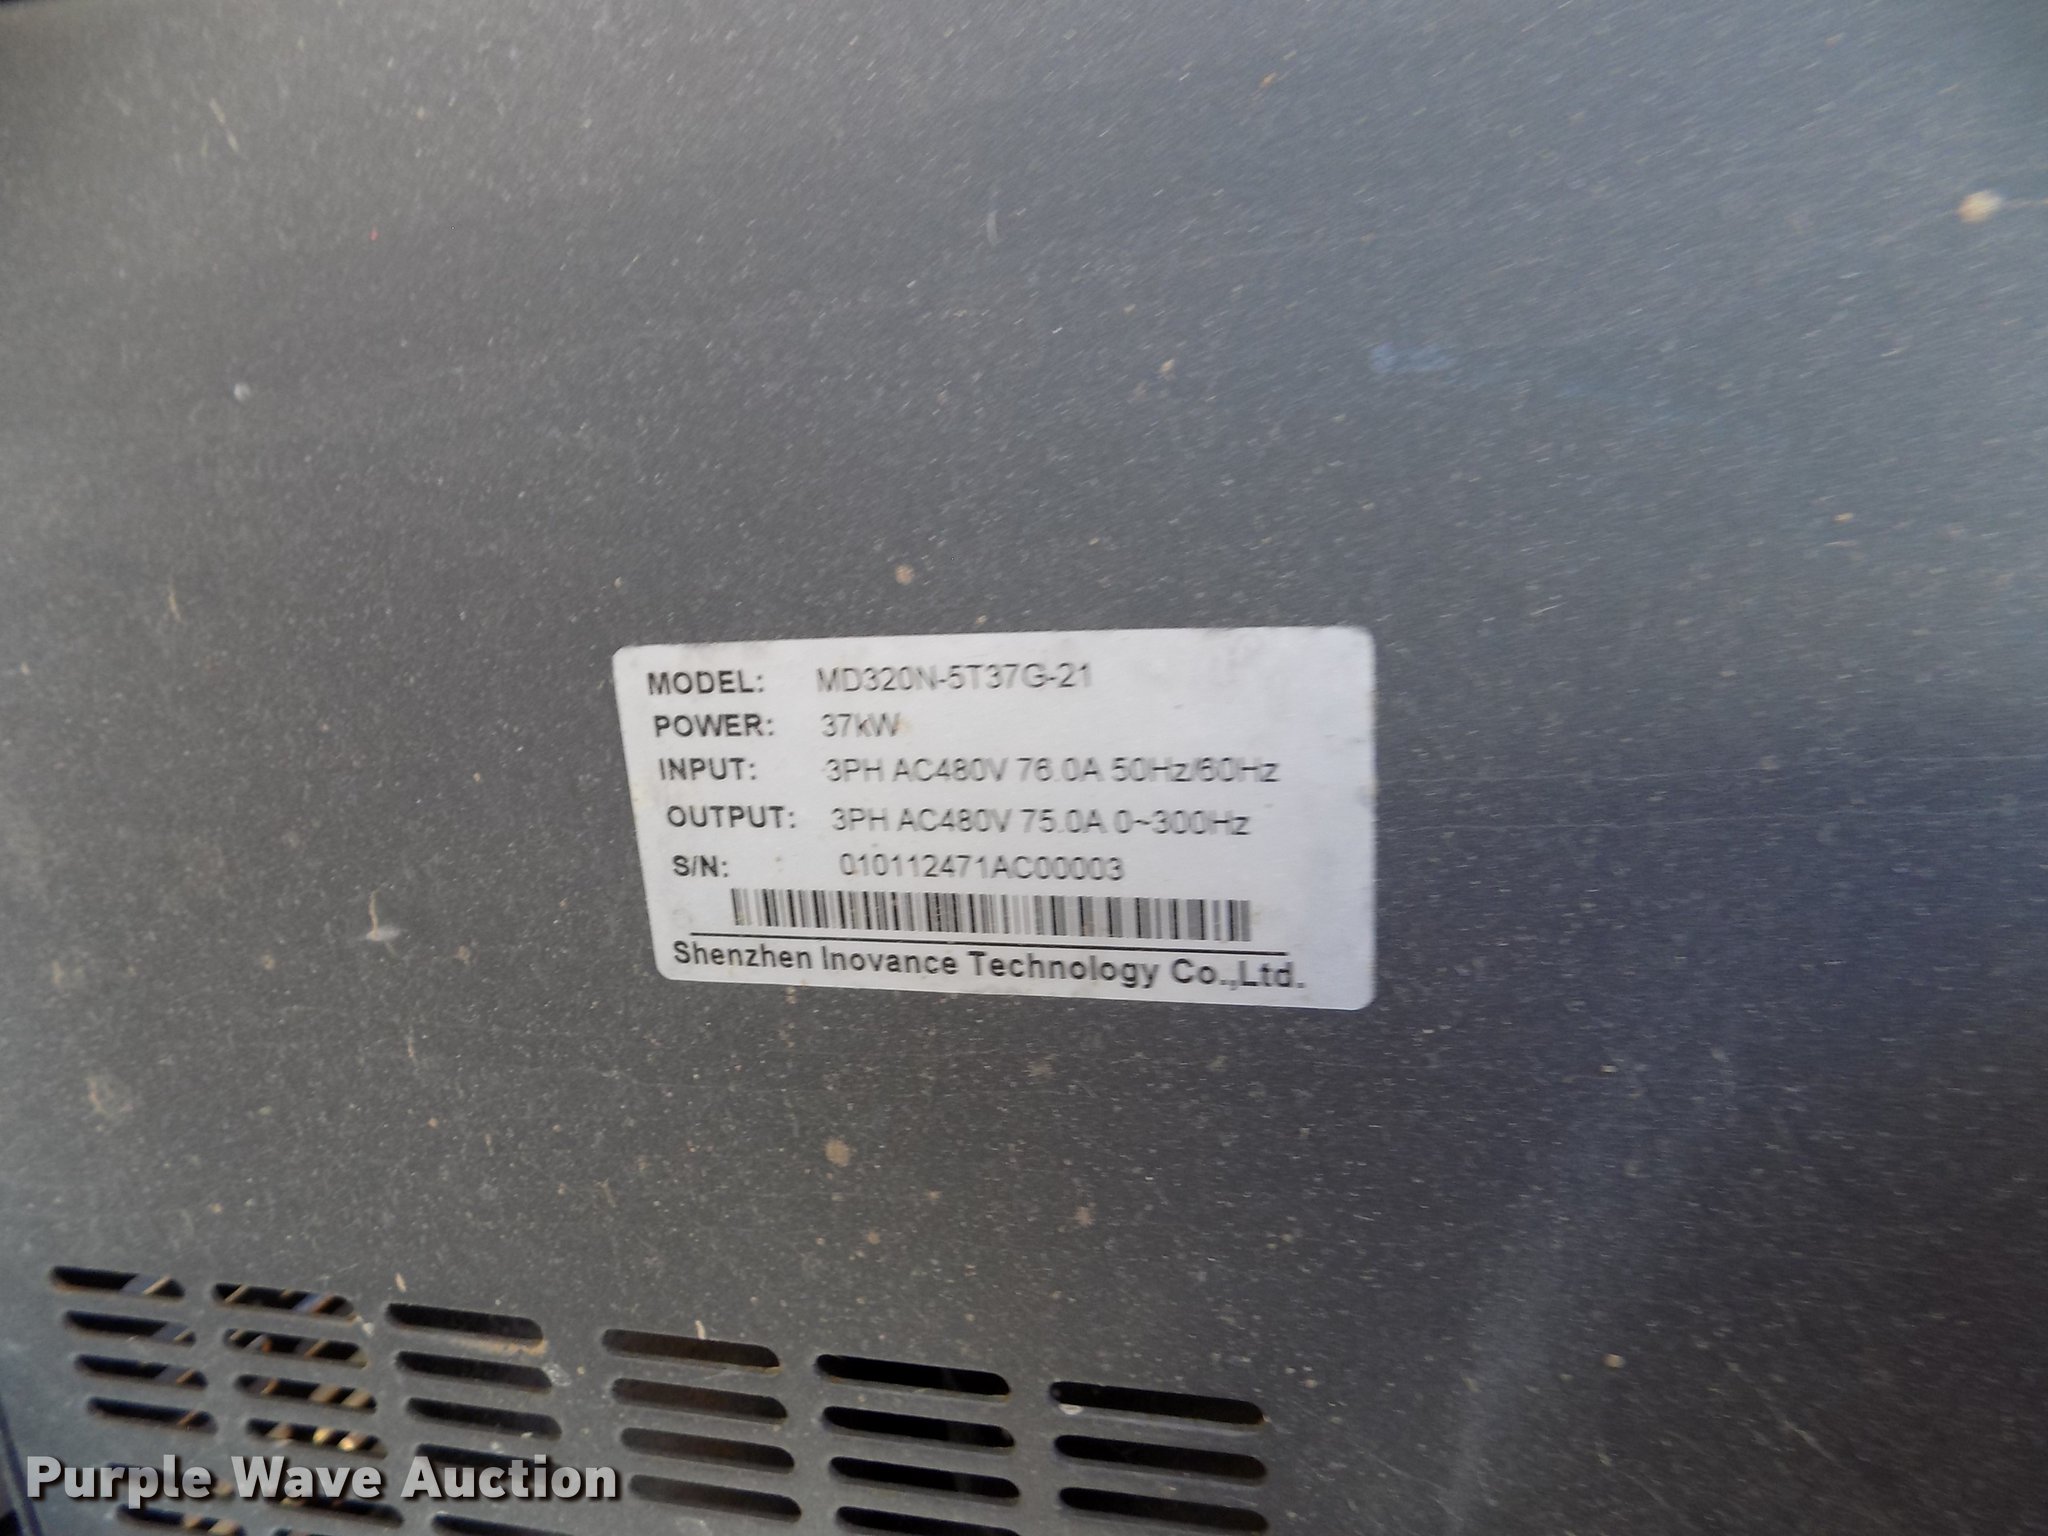 MODEL: MD320N-5T37G-21
POWER: 37kW
INPUT: 3PH AC480V 76.0A 50Hz/60Hz
OUTPUT: 3PH AC480V 75.0A 0~300Hz
S/N: 010112471AC00003
Shenzhen Inovance Technology Co.,Ltd.
Purple Wave Auction